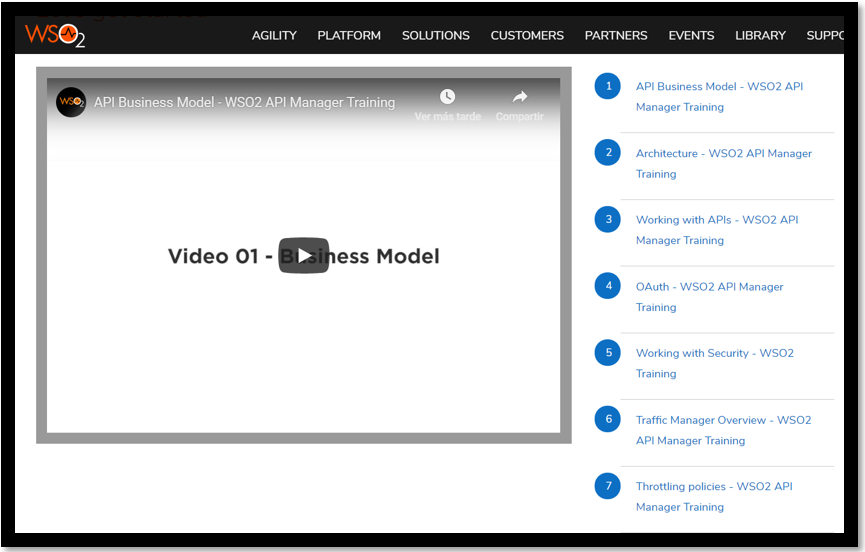 WSO2
AGILITY PLATFORM SOLUTIONS CUSTOMERS PARTNERS EVENTS LIBRARY SUPPO
WSO2
API Business Model - WSO2 API Manager Training
Ver más tarde
Compartir
Video 01 - Business Model
1
API Business Model - WSO2 API
Manager Training
2
Architecture - WSO2 API Manager
Training
3
Working with APIs - WSO2 API
Manager Training
4
OAuth - WSO2 API Manager
Training
5
Working with Security - WSO2
Training
6
Traffic Manager Overview - WSO2
API Manager Training
7
Throttling policies - WSO2 API
Manager Training